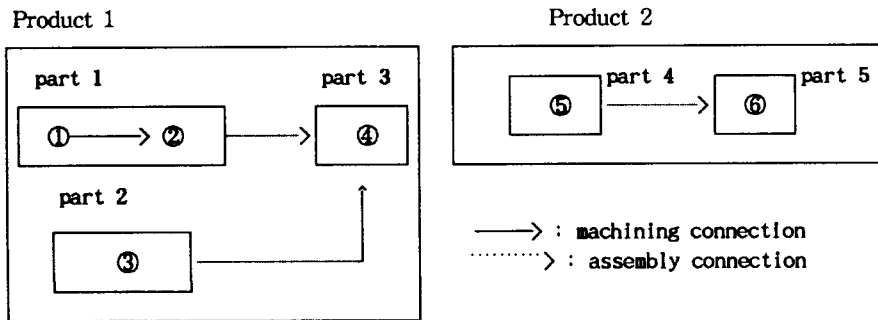 Product 1
Product 2
part 1
part 3
part 4
part 5
① ②
④
⑤
⑥
part 2
③
: machining connection
: assembly connection